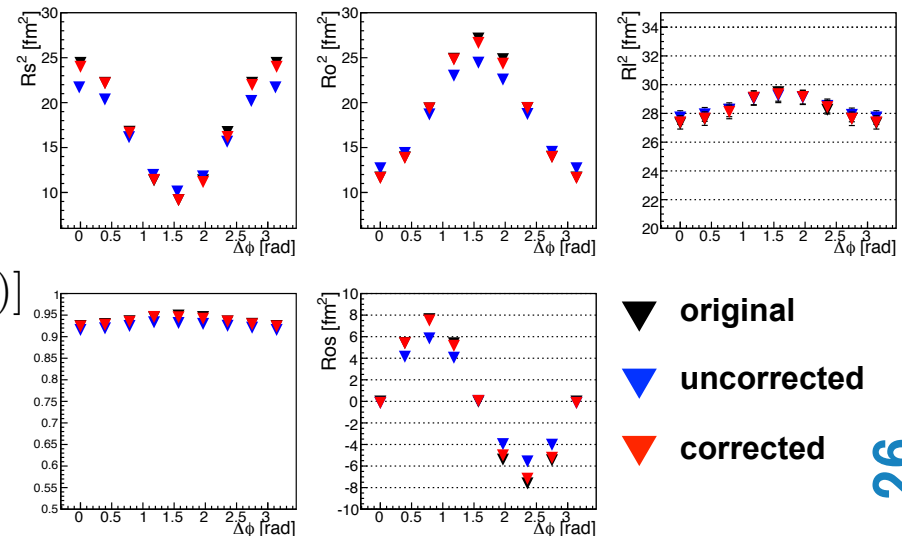 Rs² [fm²]
30
25
20
15
10
0 0.5 1 1.5 2 2.5 3
Δϕ [rad]
Ro² [fm²]
30
25
20
15
10
0 0.5 1 1.5 2 2.5 3
Δϕ [rad]
Rl² [fm²]
34
32
30
28
26
24
22
20
0 0.5 1 1.5 2 2.5 3
Δϕ [rad]
)]
1
0.95
0.9
0.85
0.8
0.75
0.7
0.65
0.6
0.55
0.5
0 0.5 1 1.5 2 2.5 3
Δϕ [rad]
Ros [fm²]
10
8
6
4
2
0
-2
-4
-6
-8
-10
0 0.5 1 1.5 2 2.5 3
Δϕ [rad]
original
uncorrected
corrected
26